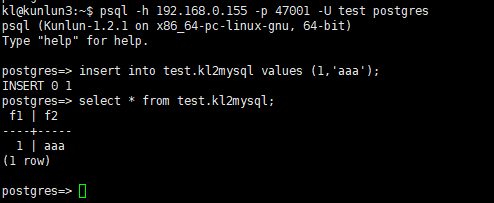 kl@kunlun3:~$ psql -h 192.168.0.155 -p 47001 -U test postgres
psql (Kunlun-1.2.1 on x86_64-pc-linux-gnu, 64-bit)
Type "help" for help.
postgres=> insert into test.kl2mysql values (1,'aaa');
INSERT 0 1
postgres=> select * from test.kl2mysql;
 f1 | f2
----+-----
  1 | aaa
(1 row)
postgres=>